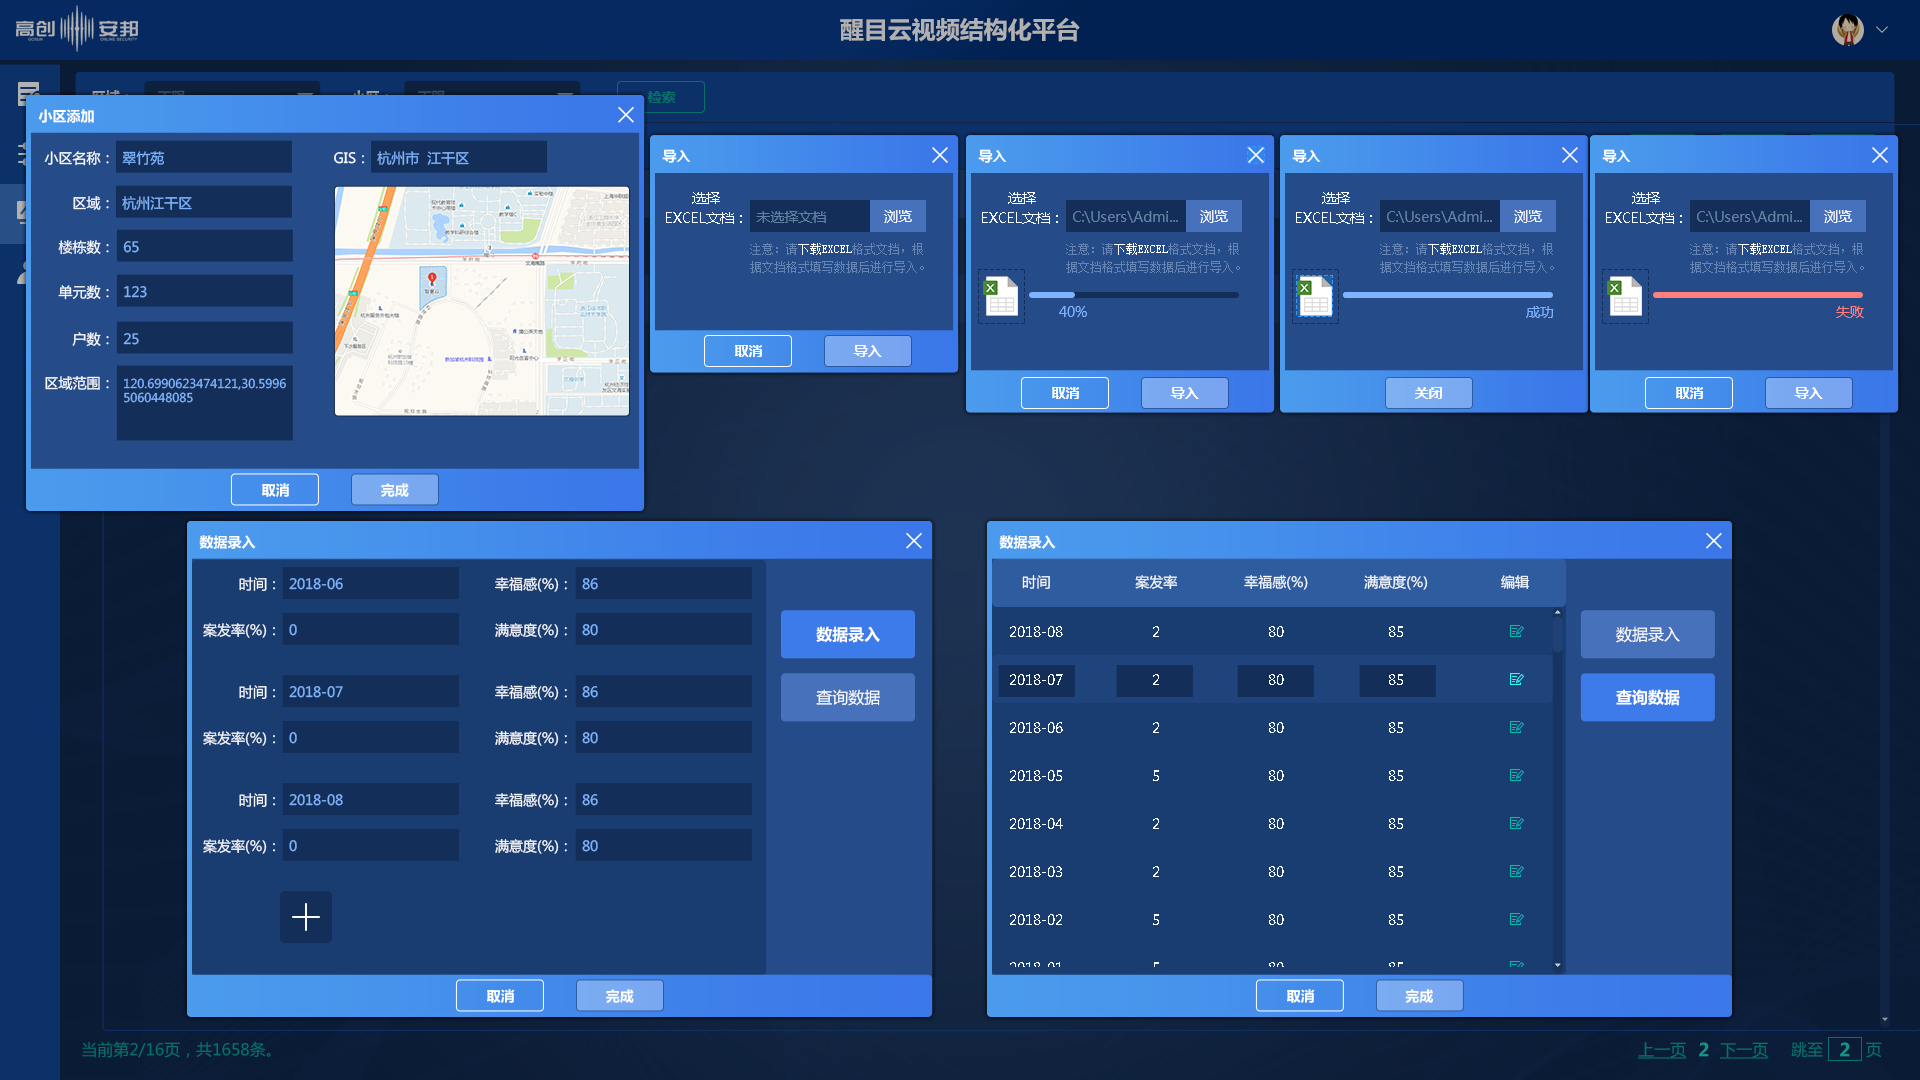 高创 安邦
醒目云视频结构化平台
检索
小区添加
小区名称： 翠竹苑
GIS： 杭州市 江干区
区域： 杭州江干区
楼栋数： 65
单元数： 123
户数： 25
区域范围： 120.6990623474121,30.5996
5060448085
取消 完成
导入
选择
EXCEL文档： 未选择文档 浏览
注意：请下载EXCEL格式文档，根
据文档格式填写数据后进行导入。
取消 导入
导入
选择
EXCEL文档： C:\Users\Admi... 浏览
注意：请下载EXCEL格式文档，根
据文档格式填写数据后进行导入。
40%
取消 导入
导入
选择
EXCEL文档： C:\Users\Admi... 浏览
注意：请下载EXCEL格式文档，根
据文档格式填写数据后进行导入。
成功
关闭
导入
选择
EXCEL文档： C:\Users\Admi... 浏览
注意：请下载EXCEL格式文档，根
据文档格式填写数据后进行导入。
失败
取消 导入
数据录入
时间： 2018-06 幸福感(%)： 86
案发率(%)： 0 满意度(%)： 80
时间： 2018-07 幸福感(%)： 86
案发率(%)： 0 满意度(%)： 80
时间： 2018-08 幸福感(%)： 86
案发率(%)： 0 满意度(%)： 80
数据录入
查询数据
取消 完成
数据录入
时间 案发率 幸福感(%) 满意度(%) 编辑
2018-08 2 80 85
2018-07 2 80 85
2018-06 2 80 85
2018-05 5 80 85
2018-04 2 80 85
2018-03 2 80 85
2018-02 5 80 85
2018-01 5 80 85
数据录入
查询数据
取消 完成
当前第2/16页，共1658条。
上一页 2 下一页 跳至 2 页